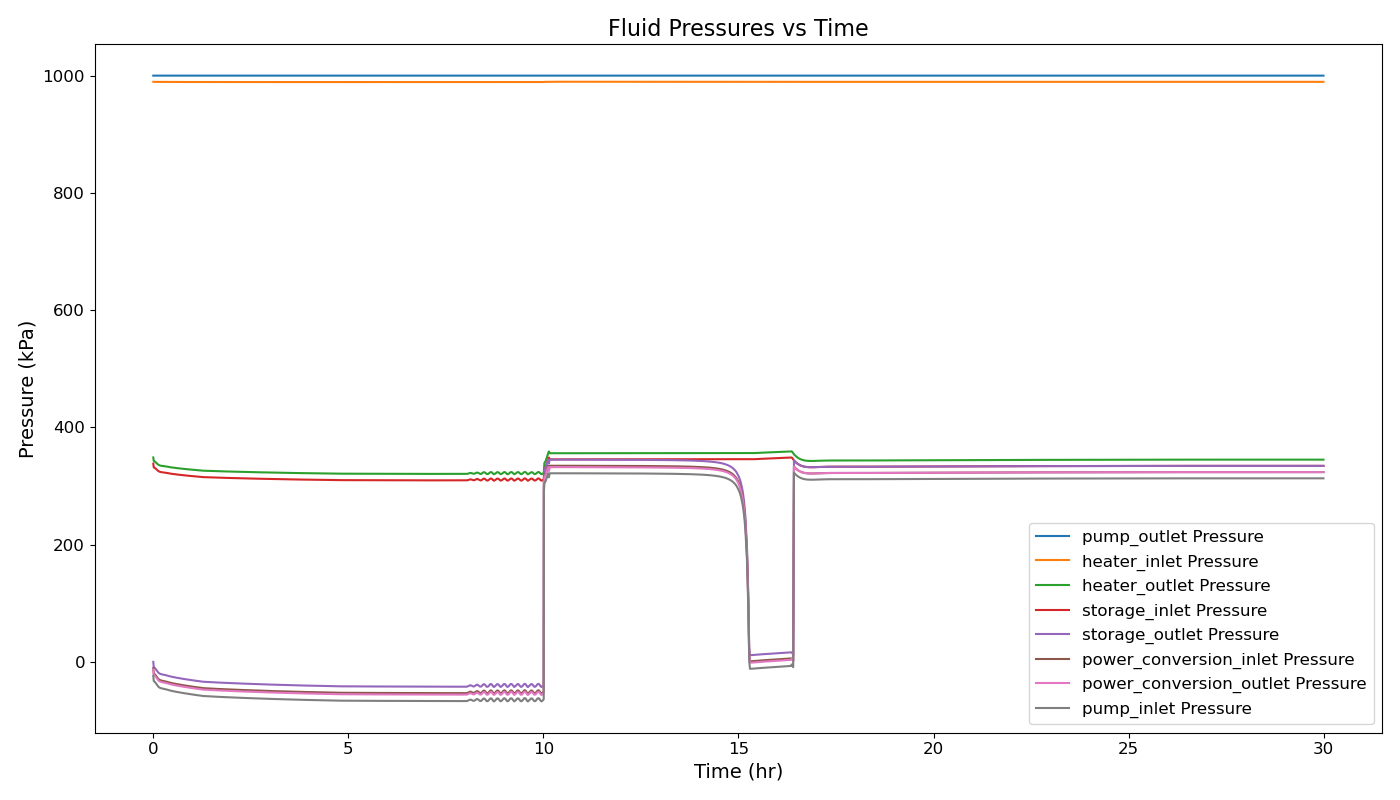 Fluid Pressures vs Time
Pressure (kPa)
1000
800
600
400
200
0
pump_outlet Pressure
heater_inlet Pressure
heater_outlet Pressure
storage_inlet Pressure
storage_outlet Pressure
power_conversion_inlet Pressure
power_conversion_outlet Pressure
pump_inlet Pressure
0 5 10 15 20 25 30
Time (hr)